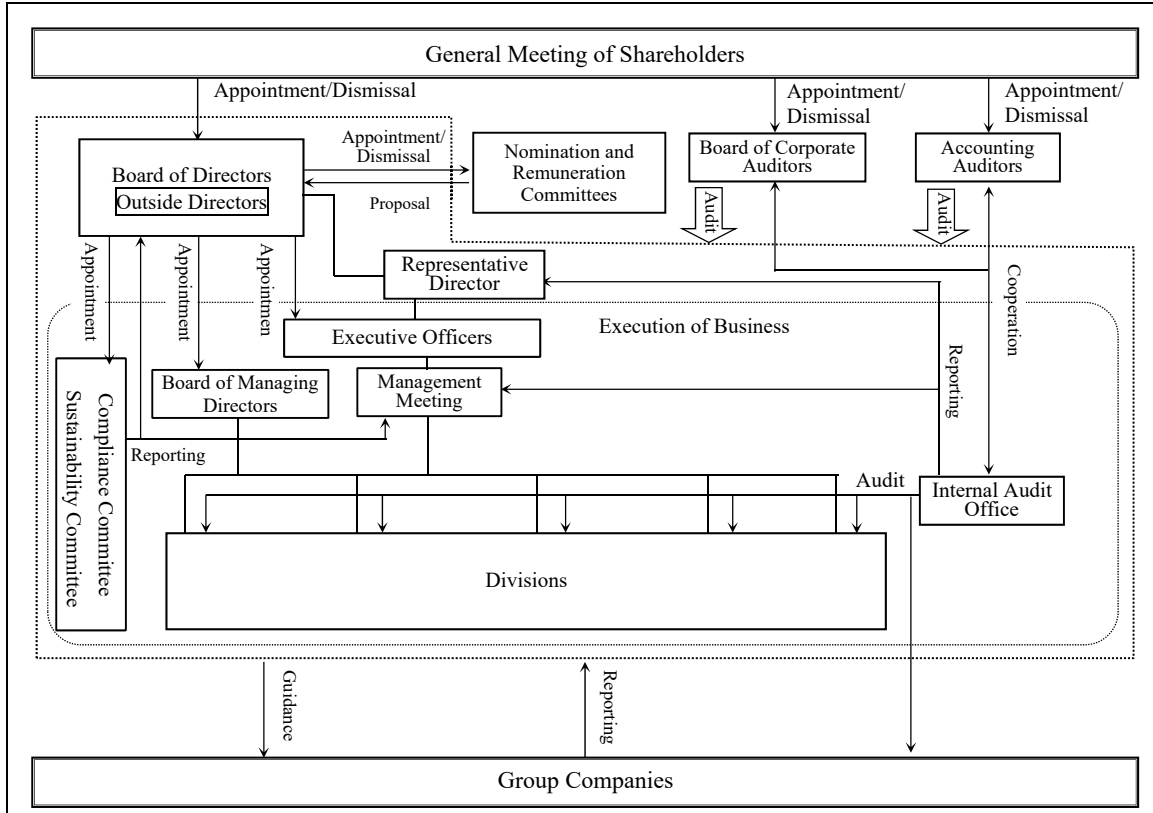 General Meeting of Shareholders
Appointment/Dismissal
Appointment/
Dismissal
Appointment/
Dismissal
Board of Directors
Outside Directors
Appointment/
Dismissal
Proposal
Nomination and
Remuneration
Committees
Board of Corporate
Auditors
Accounting
Auditors
Audit
Audit
Appointment
Appointment
Appointmen
Representative
Director
Cooperation
Executive Officers
Execution of Business
Reporting
Board of Managing
Directors
Management
Meeting
Compliance Committee
Sustainability Committee
Reporting
Audit
Internal Audit
Office
Divisions
Guidance
Reporting
Group Companies